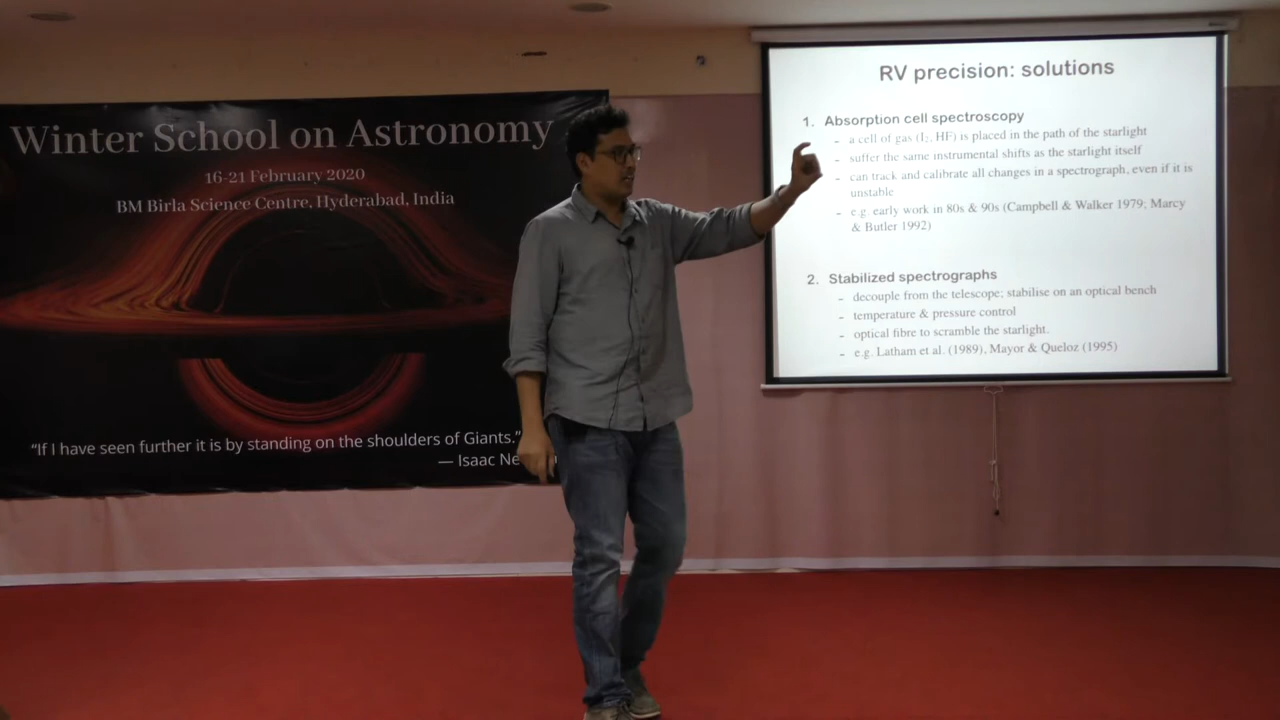 Winter School on Astronomy
16-21 February 2020
BM Birla Science Centre, Hyderabad, India
“If I have seen further it is by standing on the shoulders of Giants.”
— Isaac Ne
RV precision: solutions
1. Absorption cell spectroscopy
- a cell of gas (I₂, HF) is placed in the path of the starlight
- suffer the same instrumental shifts as the starlight itself
- can track and calibrate all changes in a spectrograph, even if it is
unstable
- e.g. early work in 80s & 90s (Campbell & Walker 1979; Marcy
& Butler 1992)
2. Stabilized spectrographs
- decouple from the telescope; stabilise on an optical bench
- temperature & pressure control
- optical fibre to scramble the starlight.
- e.g. Latham et al. (1989), Mayor & Queloz (1995)